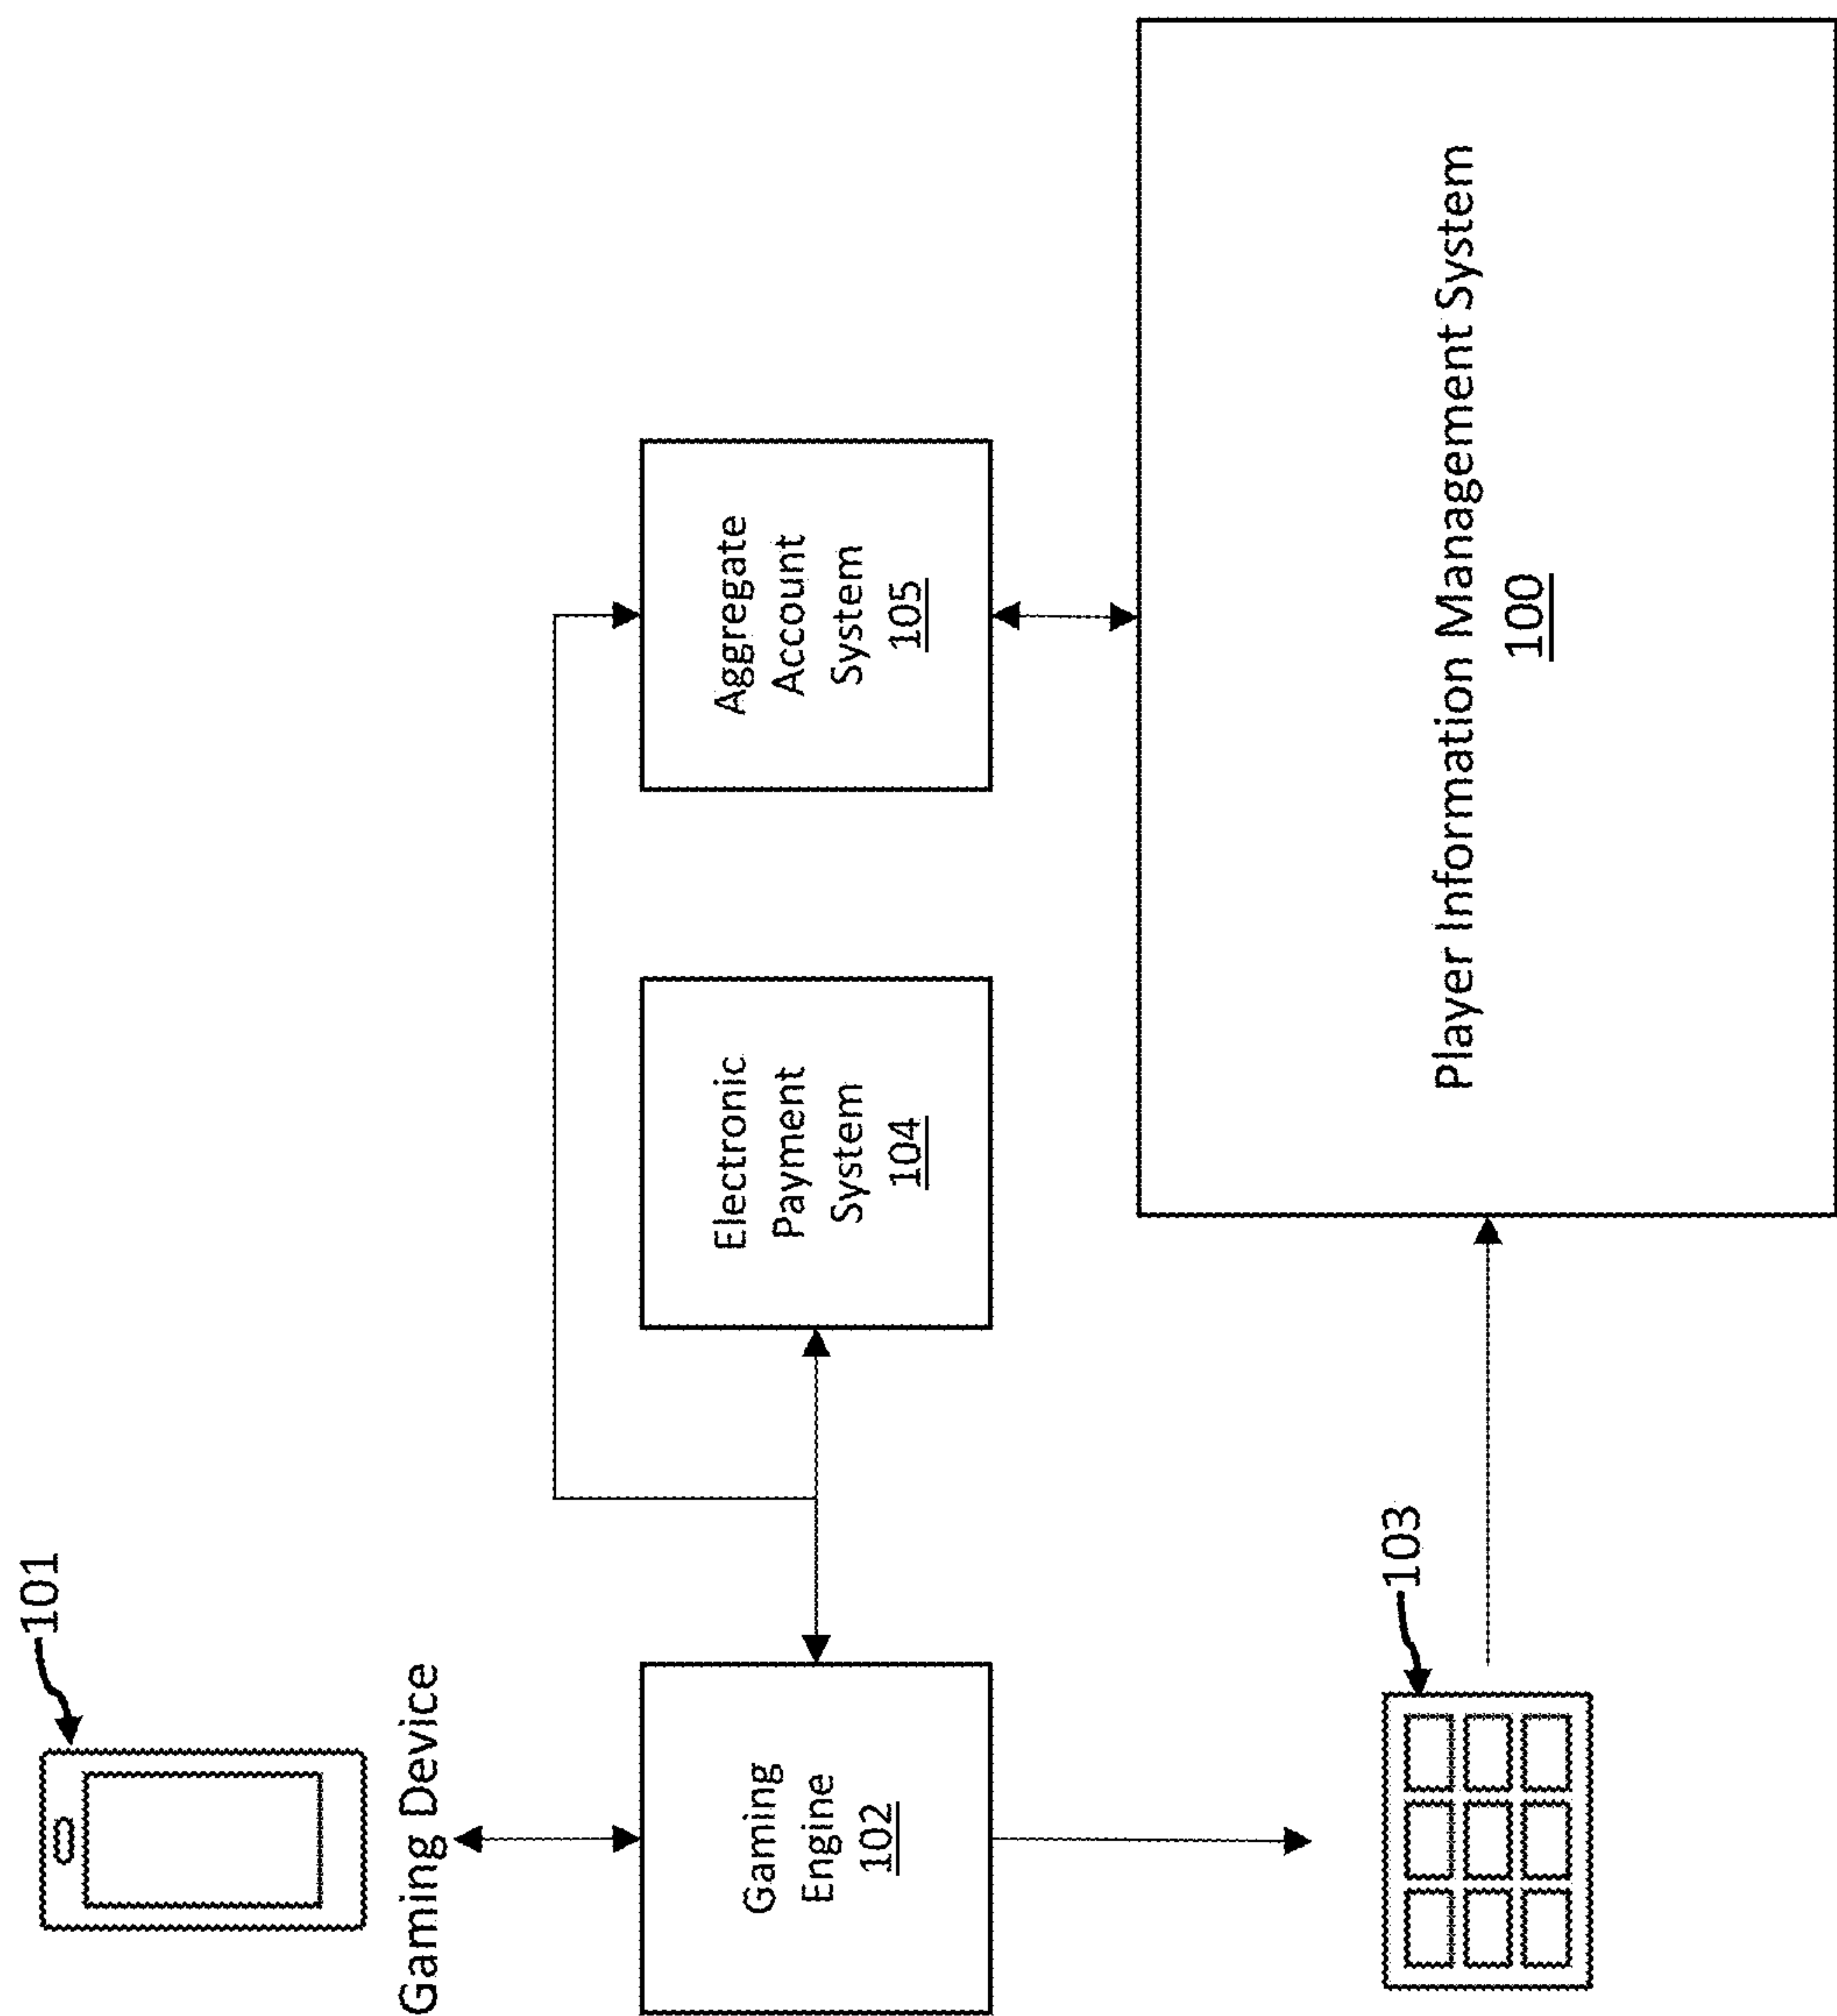 101
Gaming Device
Gaming
Engine
102
Electronic
Payment
System
104
Aggregate
Account
System
105
103
Player Information Management System
100